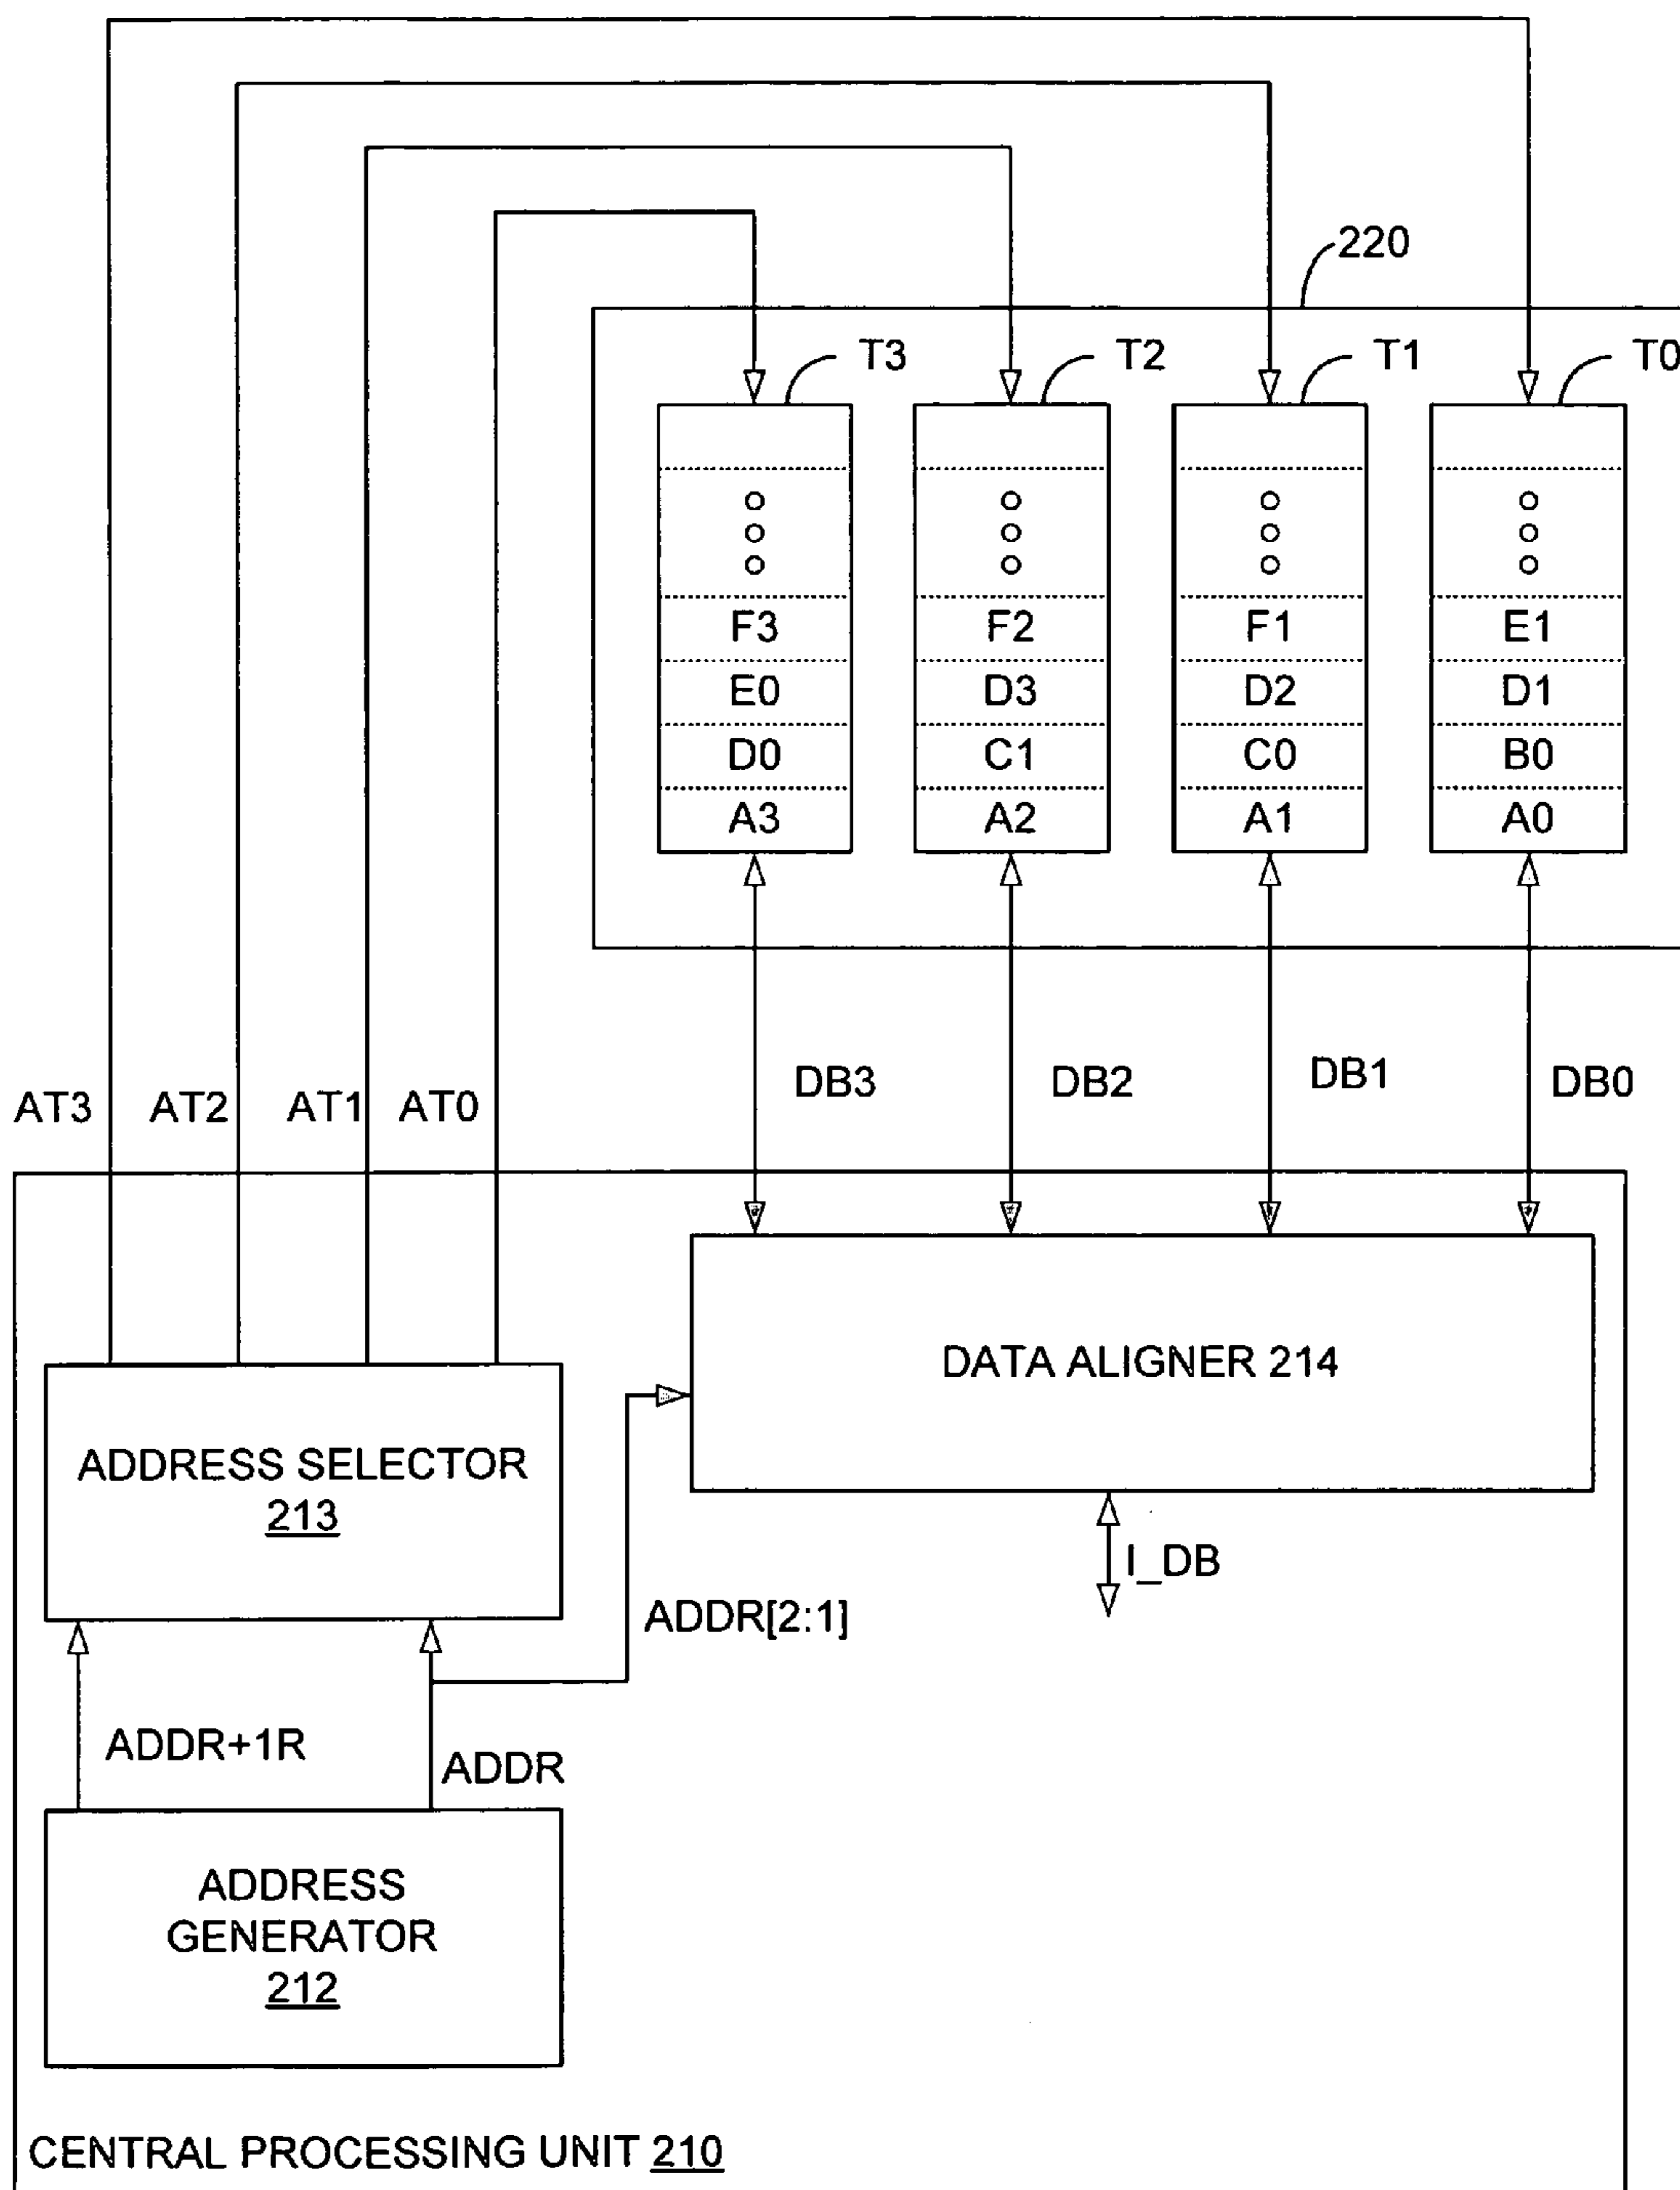 220
T3 T2 T1 T0
F3 F2 F1 E1
E0 D3 D2 D1
D0 C1 C0 B0
A3 A2 A1 A0
DB3 DB2 DB1 DB0
AT3 AT2 AT1 AT0
DATA ALIGNER 214
ADDRESS SELECTOR
213
I_DB
ADDR[2:1]
ADDR+1R
ADDR
ADDRESS
GENERATOR
212
CENTRAL PROCESSING UNIT 210